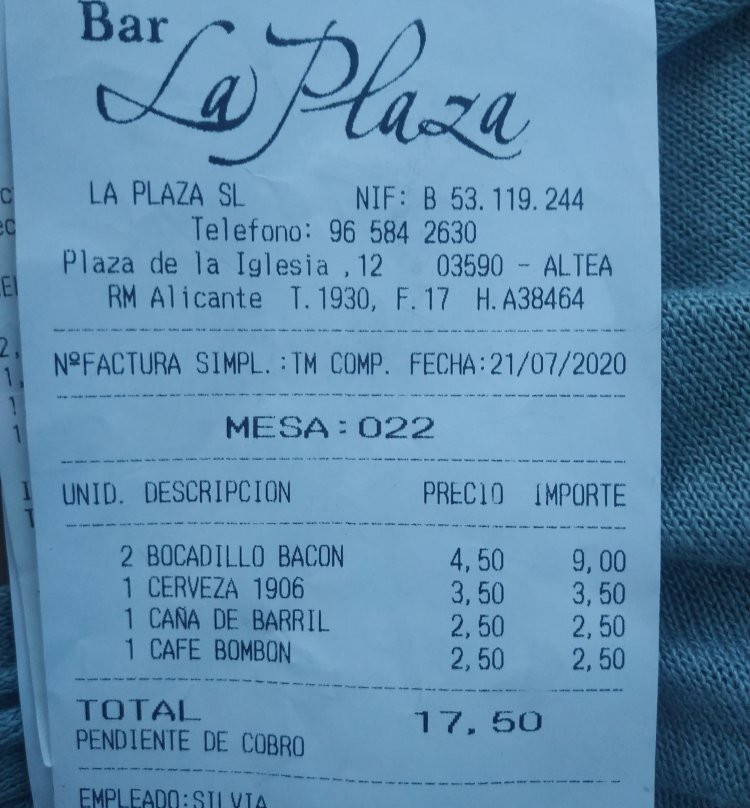 Bar
La Plaza
LA PLAZA SL NIF: B 53.119.244
Telefono: 96 584 2630
Plaza de la Iglesia ,12 03590 - ALTEA
RM Alicante T.1930, F.17 H.A38464
NºFACTURA SIMPL.:TM COMP. FECHA:21/07/2020
MESA:022
UNID. DESCRIPCION PRECIO IMPORTE
2 BOCADILLO BACON 4,50 9,00
1 CERVEZA 1906 3,50 3,50
1 CAÑA DE BARRIL 2,50 2,50
1 CAFE BOMBON 2,50 2,50
TOTAL 17,50
PENDIENTE DE COBRO
EMPLEADO:SILVIA